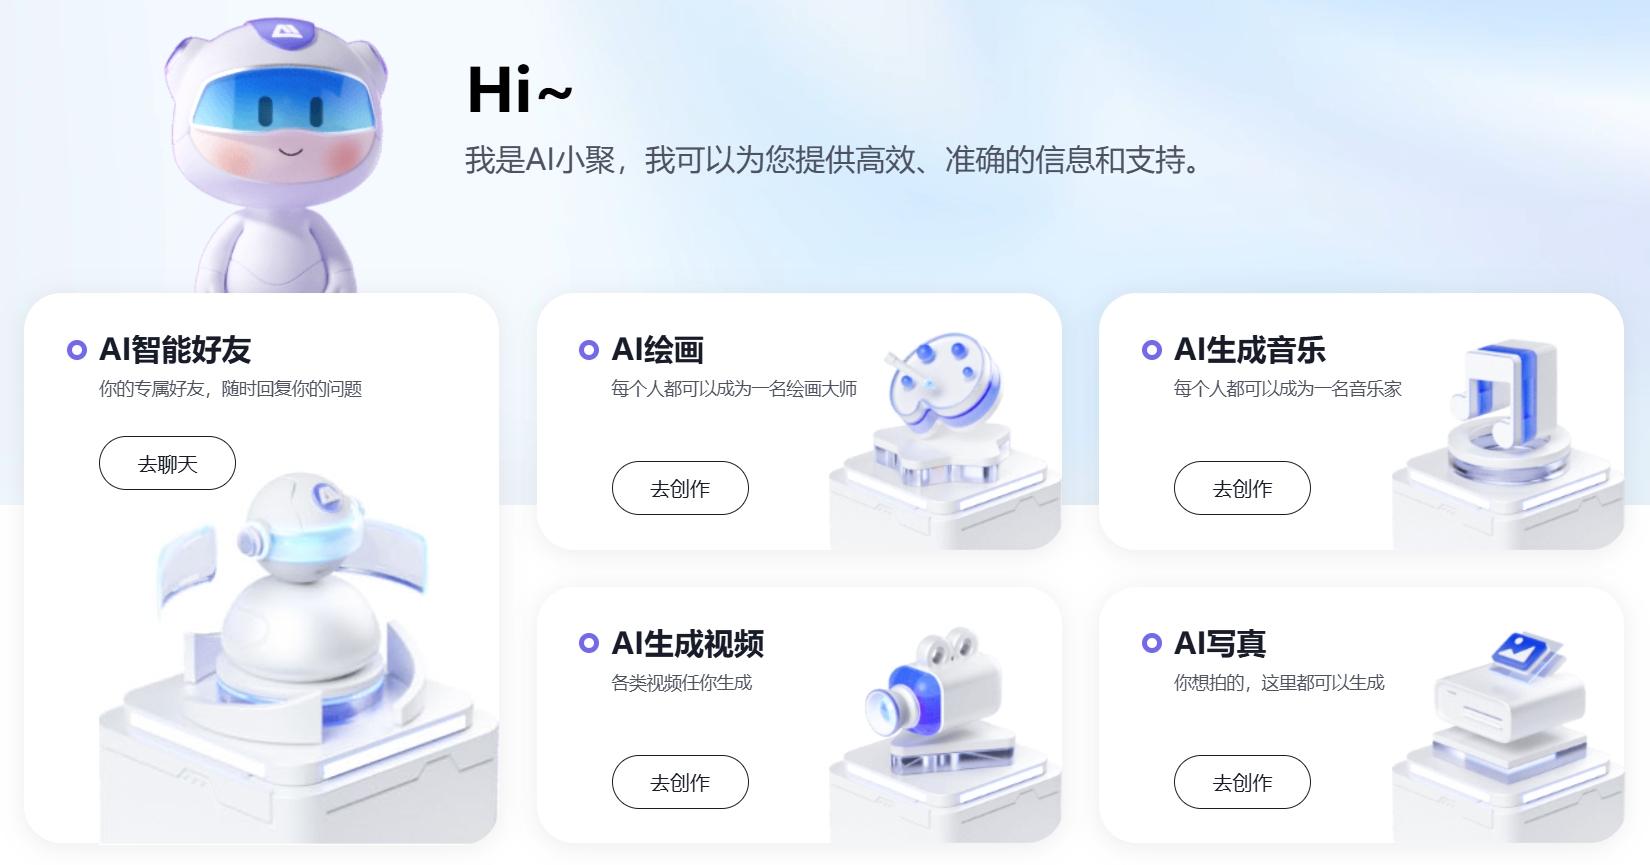 Hi~
我是AI小聚，我可以为您提供高效、准确的信息和支持。
AI智能好友
你的专属好友，随时回复你的问题
去聊天
AI绘画
每个人都可以成为一名绘画大师
去创作
AI生成音乐
每个人都可以成为一名音乐家
去创作
AI生成视频
各类视频任你生成
去创作
AI写真
你想拍的，这里都可以生成
去创作